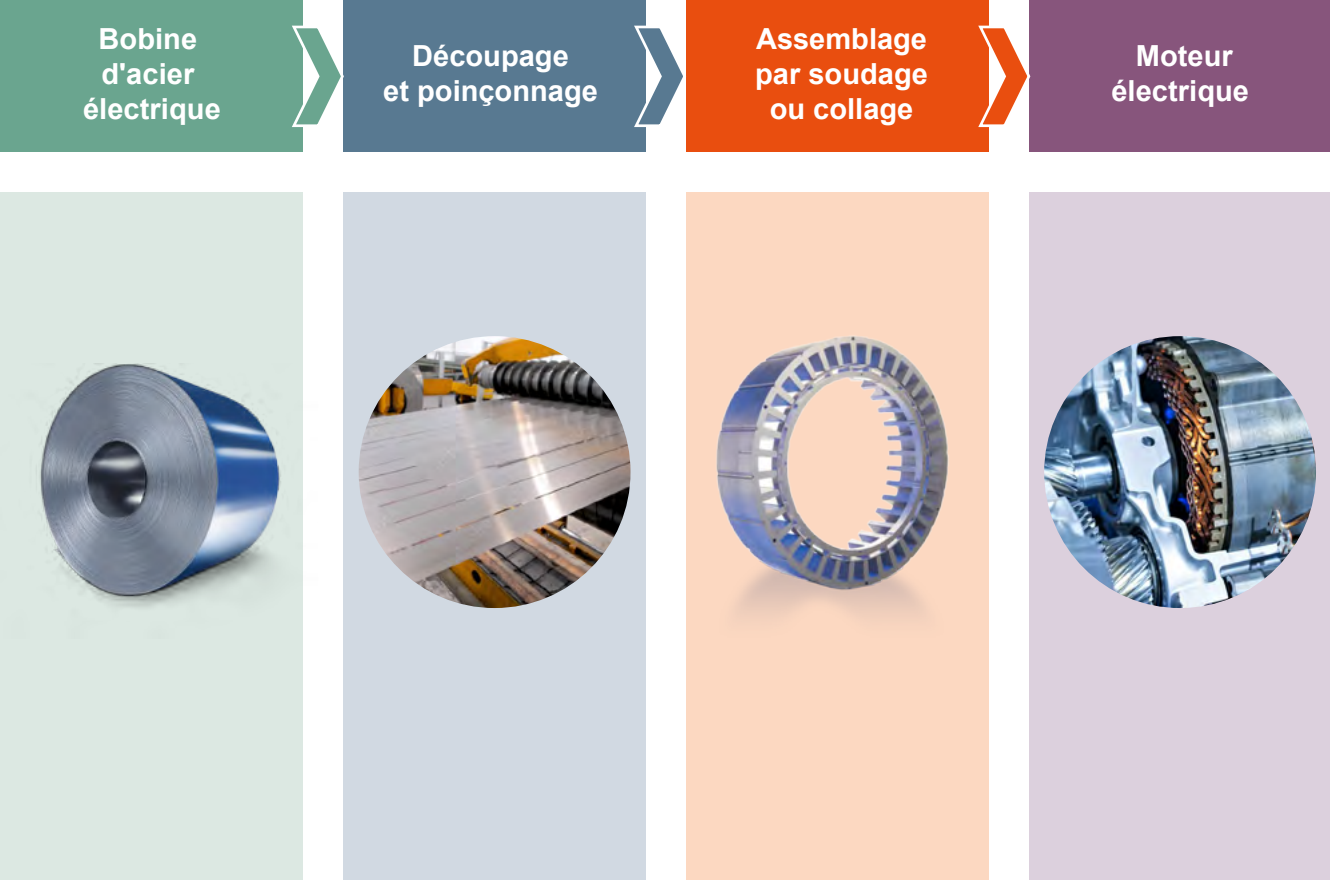 Bobine
d'acier
électrique
Découpage
et poinçonnage
Assemblage
par soudage
ou collage
Moteur
électrique